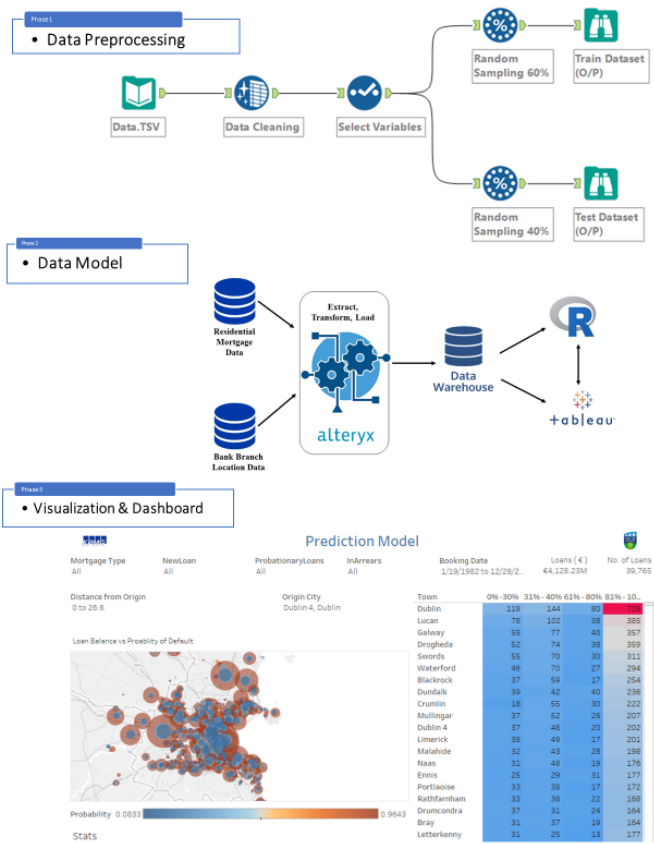 Phase 1
• Data Preprocessing
Random
Sampling 60%
Train Dataset
(O/P)
Data.TSV
Data Cleaning
Select Variables
Random
Sampling 40%
Test Dataset
(O/P)
Phase 2
• Data Model
Residential
Mortgage
Data
Bank Branch
Location Data
Extract,
Transform, Load
alteryx
Data
Warehouse
R
+ableau
Phase 3
• Visualization & Dashboard
Prediction Model
Mortgage Type NewLoan ProbationaryLoans InArrears Booking Date Loans ( € ) No. of Loans
All All All All 1/19/1982 to 12/28/2.. €4,128.23M 39,765
Distance from Origin Origin City
0 to 26.6 Dublin 4, Dublin
Loan Balance vs Proablity of Default
Probability 0.0833 0.9643
Stats
Town 0% -30% 31% - 40% 61% - 80% 81% - 10..
Dublin 119 144 80 728
Lucan 78 102 38 385
Galway 59 77 40 357
Drogheda 52 74 38 359
Swords 55 70 30 311
Waterford 46 70 27 294
Blackrock 37 59 17 254
Dundalk 39 42 40 236
Crumlin 18 55 30 222
Mullingar 37 52 26 207
Dublin 4 37 46 20 202
Limerick 38 49 17 201
Malahide 32 43 28 198
Naas 31 48 19 176
Ennis 25 29 31 177
Portlaoise 33 38 17 172
Rathfarnham 33 36 22 168
Drumcondra 37 31 24 164
Bray 31 37 19 164
Letterkenny 31 25 13 177